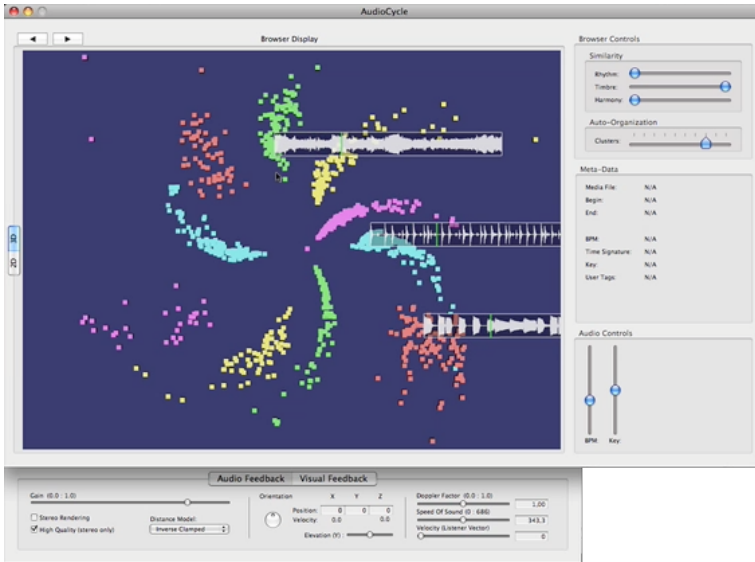 AudioCycle
Browser Display
3D
2D
Browser Controls
Similarity
Rhythm:
Timbre:
Harmony:
Auto-Organization
Clusters:
Meta-Data
Media File: N/A
Begin: N/A
End: N/A
BPM: N/A
Time Signature: N/A
Key: N/A
User Tags: N/A
Audio Controls
BPM: Key:
Audio Feedback Visual Feedback
Gain (0.0 : 1.0)
Stereo Rendering
High Quality (stereo only)
Distance Model:
Inverse Clamped
Orientation X Y Z
Position: 0 0 0
Velocity: 0.0 0.0
Elevation (Y):
Doppler Factor (0.0 : 1.0)
1,00
Speed Of Sound (0 : 686)
343,3
Velocity (Listener Vector)
0